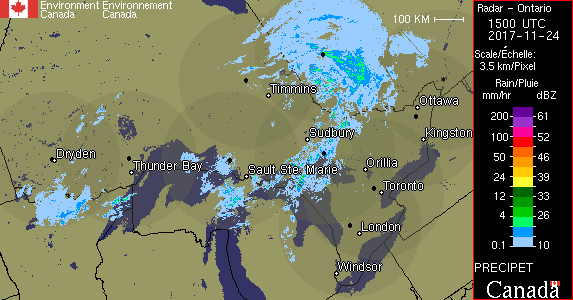 Environment Environnement
Canada Canada
100 KM
Timmins
Ottawa
Sudbury
Kingston
Dryden
Thunder Bay
Sault Ste. Marie
Orillia
Toronto
London
Windsor
Radar - Ontario
1500 UTC
2017-11-24
Scale/Échelle:
3.5 km/Pixel
Rain/Pluie
mm/hr dBZ
200 61
100 52
50 46
24 39
12 33
4 26
0.1 10
PRECIPET
Canada